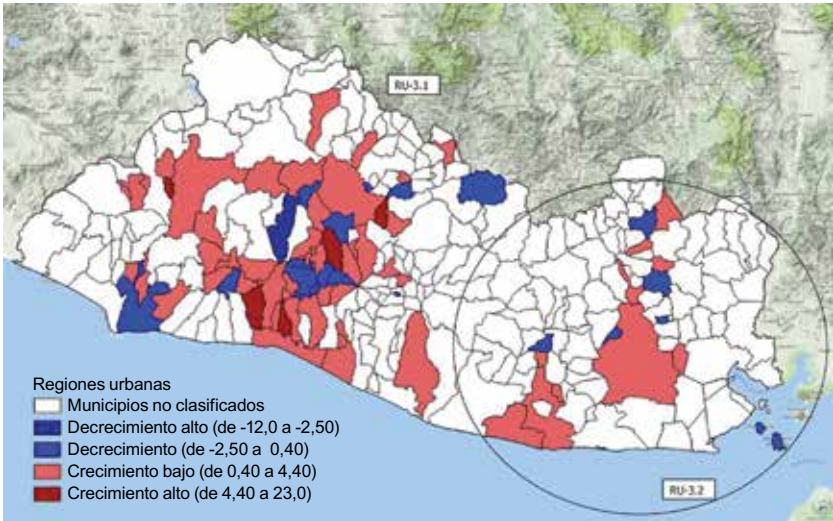 RU-3.1
Regiones urbanas
Municipios no clasificados
Decrecimiento alto (de -12,0 a -2,50)
Decrecimiento (de -2,50 a 0,40)
Crecimiento bajo (de 0,40 a 4,40)
Crecimiento alto (de 4,40 a 23,0)
RU-3.2